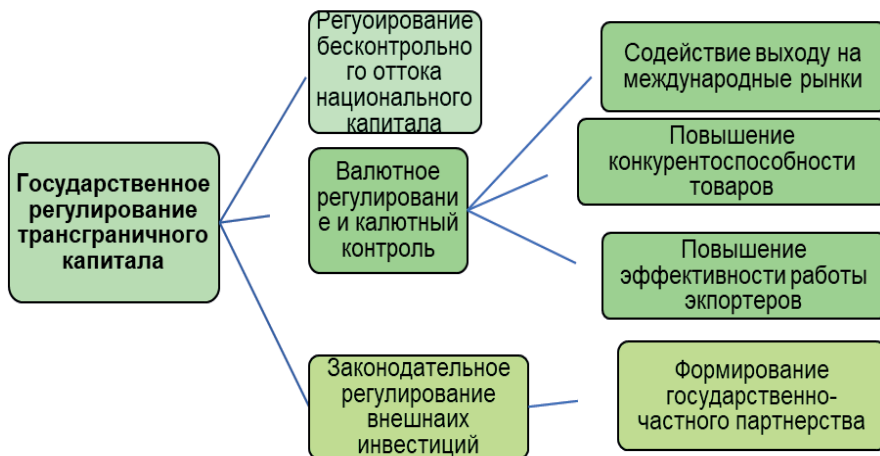 Государственное
регулирование
трансграничного
капитала
Регуоирование
бесконтрольно
го оттока
национального
капитала
Валютное
регулировани
е и калютный
контроль
Содействие выходу на
международные рынки
Повышение
конкурентоспособности
товаров
Повышение
эффективности работы
экпортеров
Законодательное
регулирование
внешнаих
инвестиций
Формирование
государственно-
частного партнерства